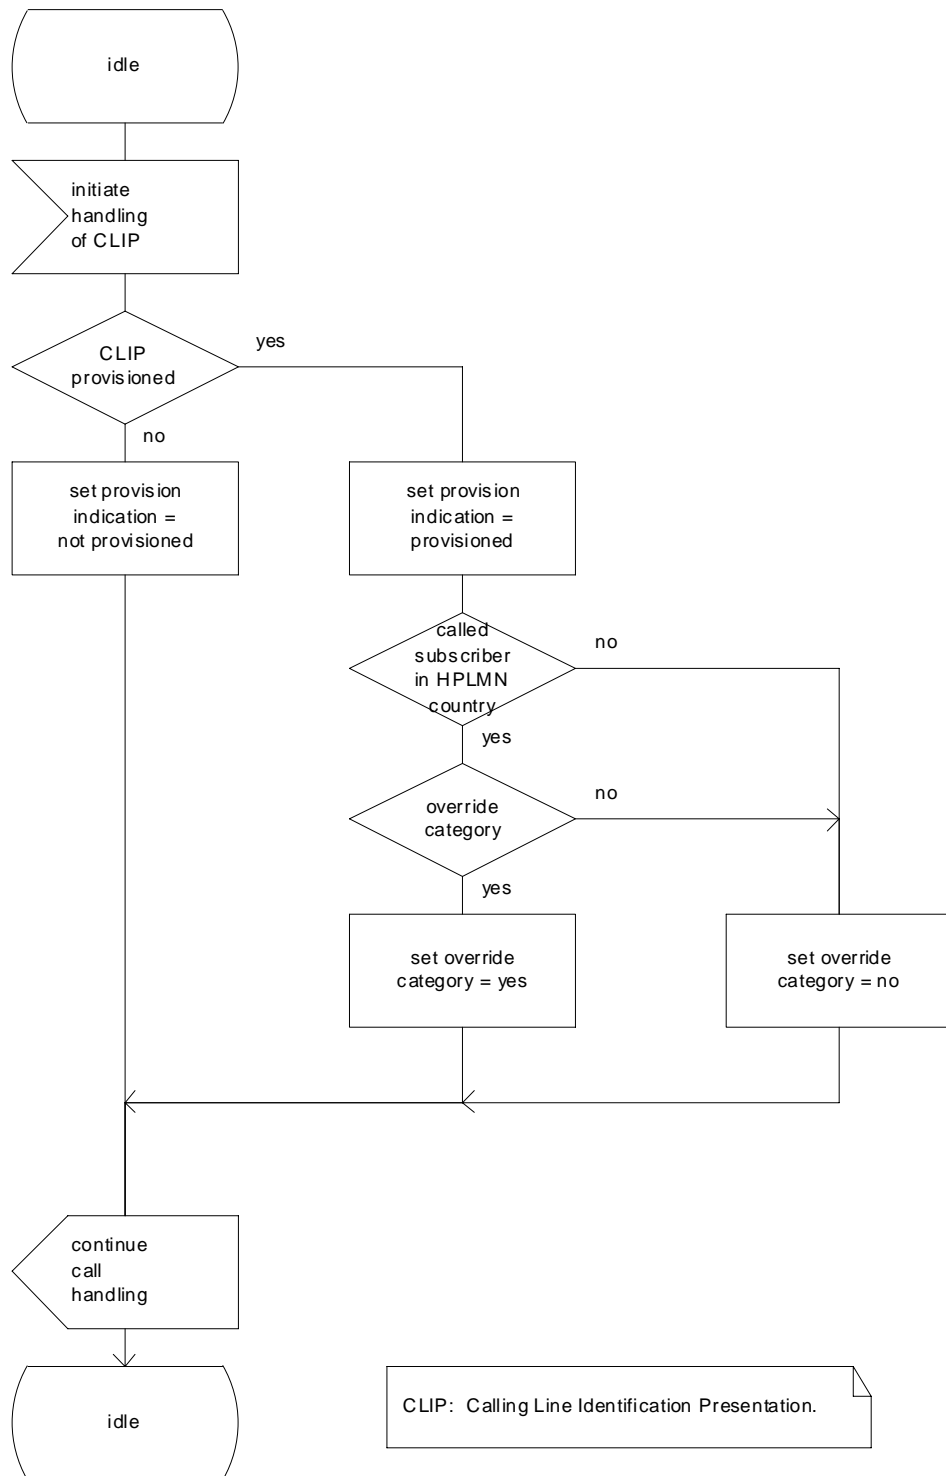 idle
initiate
handling
of CLIP
CLIP
provisioned
yes
no
set provision
indication =
not provisioned
set provision
indication =
provisioned
called
subscriber
in HPLMN
country
no
yes
override
category
no
yes
set override
category = yes
set override
category = no
continue
call
handling
idle
CLIP: Calling Line Identification Presentation.